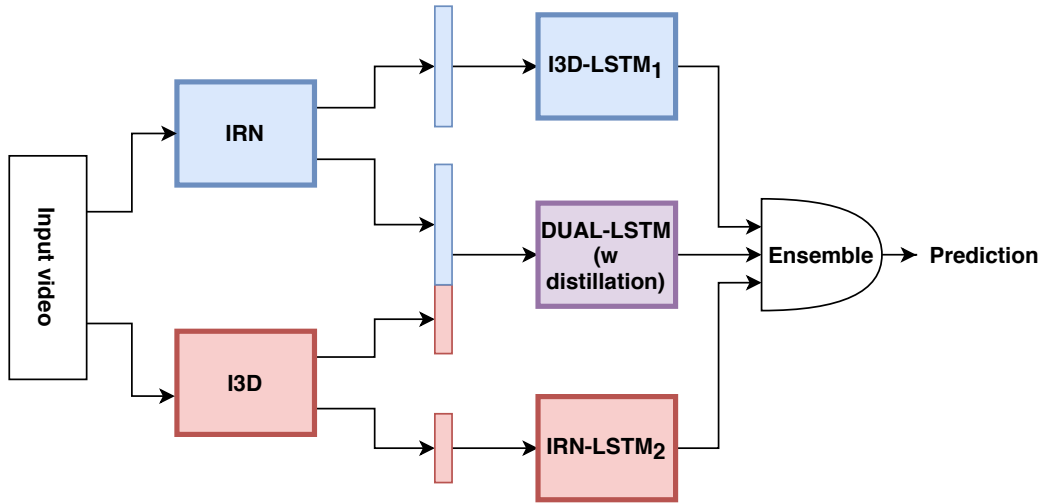 Input video
IRN
I3D
I3D-LSTM1
DUAL-LSTM
(w
distillation)
IRN-LSTM2
Ensemble
Prediction